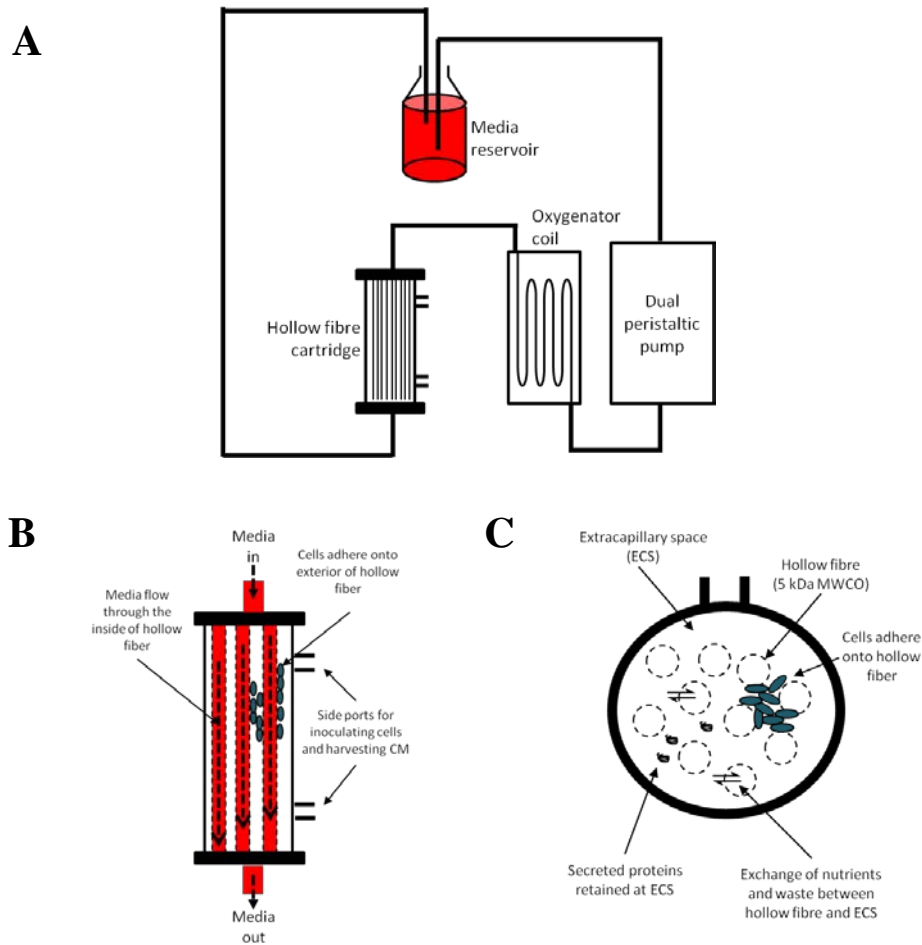 A
Media
reservoir
Oxygenator
coil
Hollow fibre
cartridge
Dual
peristaltic
pump
B
Media
in
Cells adhere onto
exterior of hollow
fiber
Media flow
through the
inside of hollow
fiber
Side ports for
inoculating cells
and harvesting CM
Media
out
C
Extracapillary space
(ECS)
Hollow fibre
(5 kDa MWCO)
Cells adhere
onto hollow
fiber
Secreted proteins
retained at ECS
Exchange of nutrients
and waste between
hollow fibre and ECS